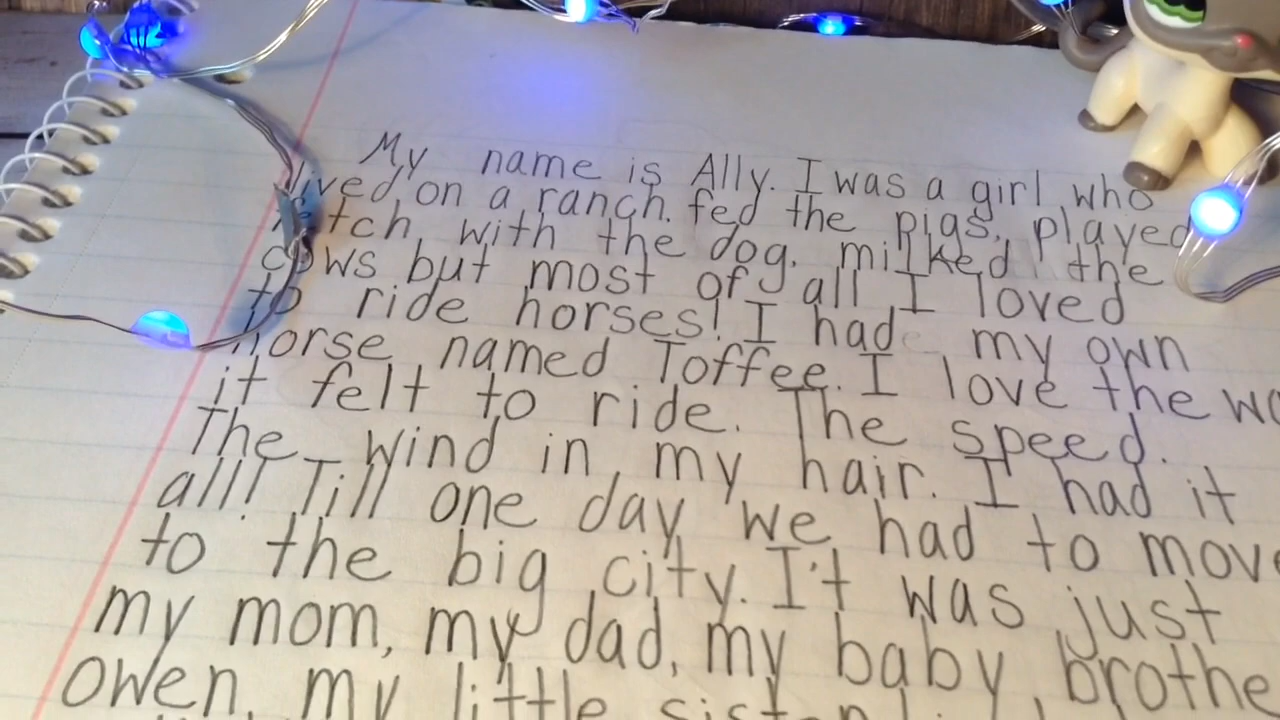 My name is Ally. I was a girl who
lived on a ranch. fed the pigs, played
fetch with the dog, milked the
cows but most of all I loved
to ride horses! I had my own
horse named Toffee. I love the
it felt to ride. The speed.
The wind in my hair. I had it
all! Till one day we had to
to the big city. It was just
my mom, my dad, my baby
owen, my little